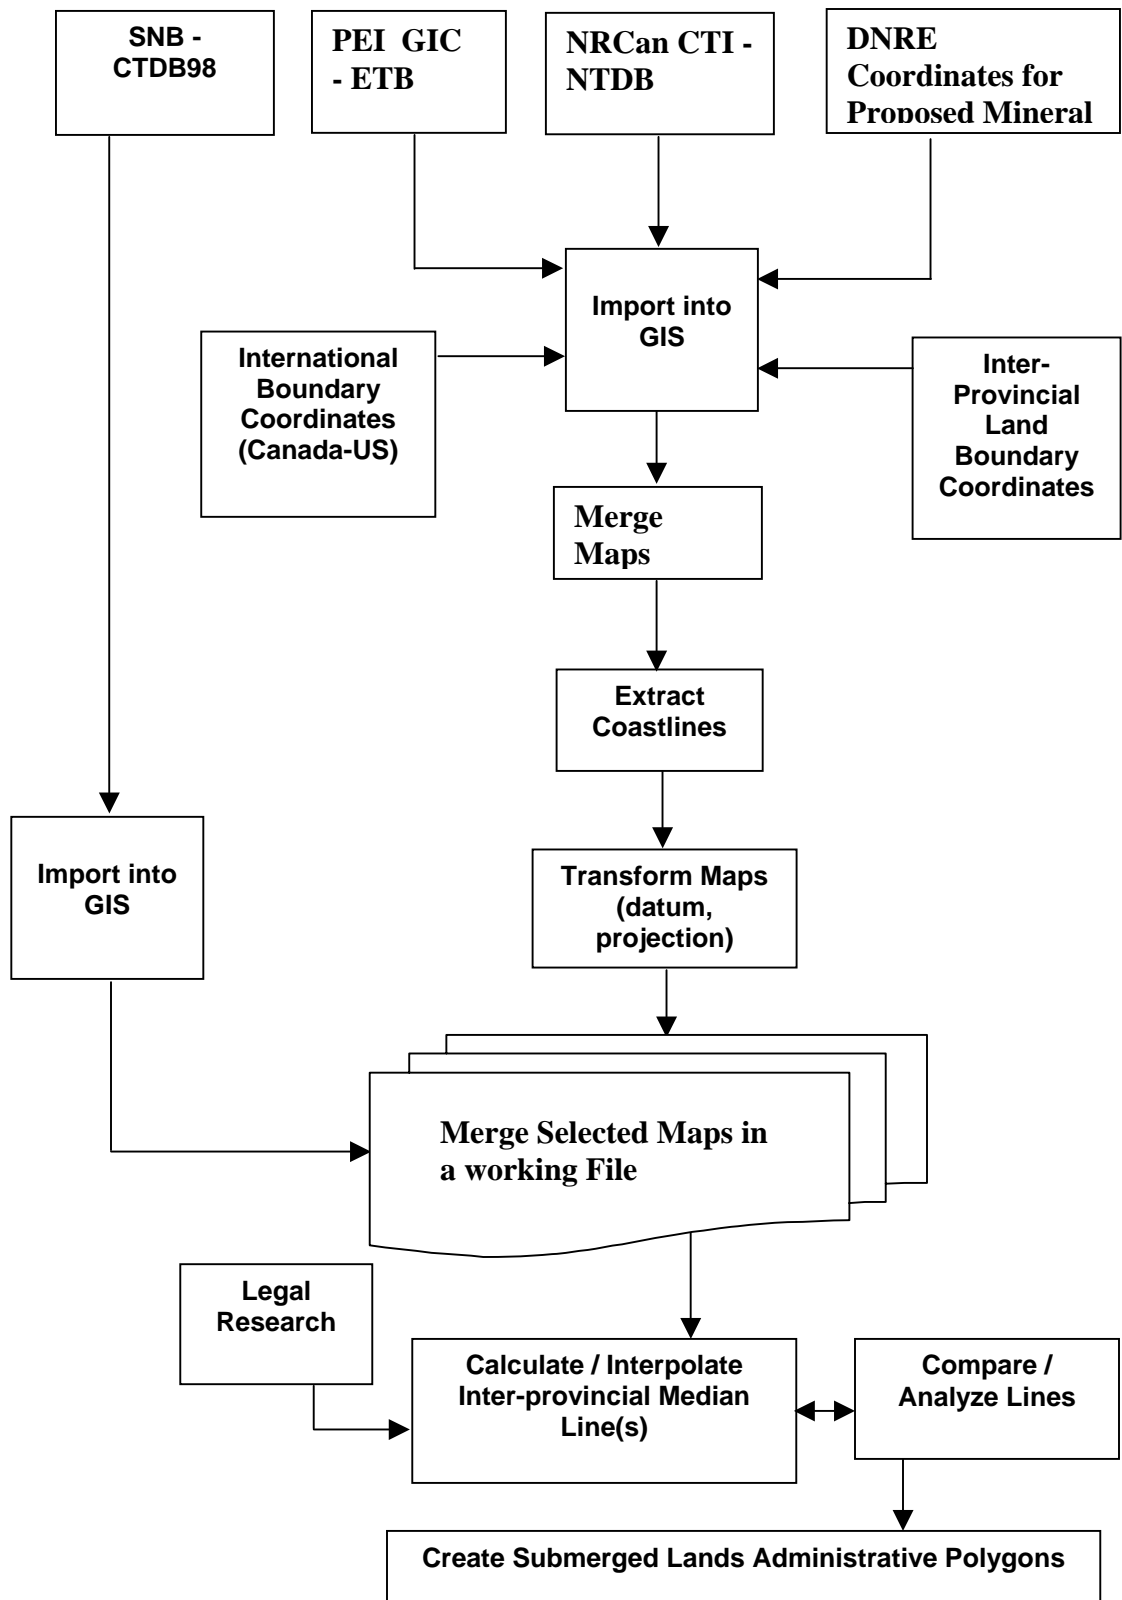 SNB -
CTDB98
PEI GIC
- ETB
NRCan CTI -
NTDB
DNRE
Coordinates for
Proposed Mineral
Import into
GIS
International
Boundary
Coordinates
(Canada-US)
Inter-
Provincial
Land
Boundary
Coordinates
Merge
Maps
Extract
Coastlines
Import into
GIS
Transform Maps
(datum,
projection)
Merge Selected Maps in
a working File
Legal
Research
Calculate / Interpolate
Inter-provincial Median
Line(s)
Compare /
Analyze Lines
Create Submerged Lands Administrative Polygons